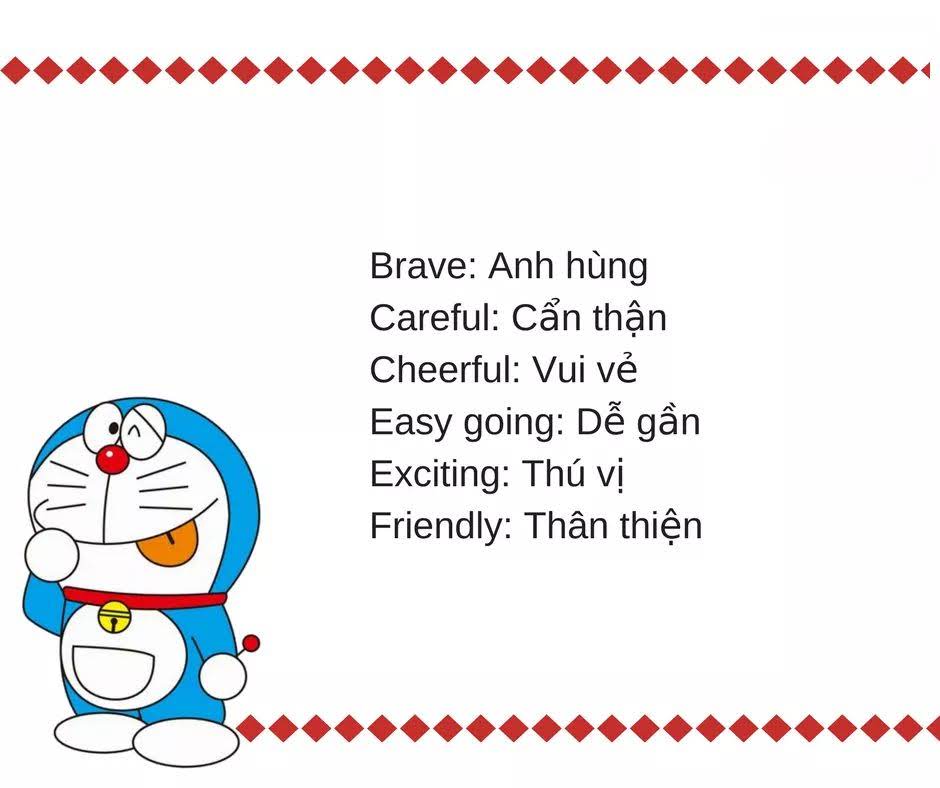 Brave: Anh hùng
Careful: Cẩn thận
Cheerful: Vui vẻ
Easy going: Dễ gần
Exciting: Thú vị
Friendly: Thân thiện